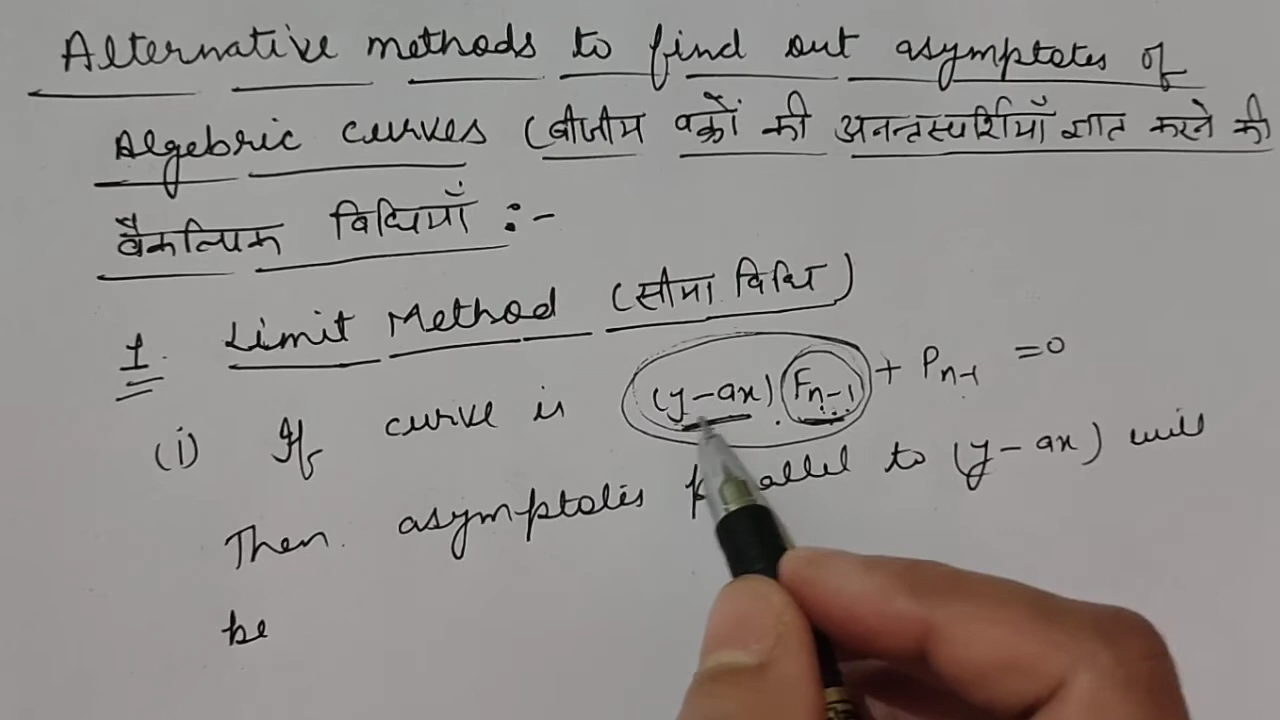 Alternative methods to find out asymptotes of
Algebric curves (बीजीय वक्रों की अनन्तस्पर्शियाँ ज्ञात करने की
वैकल्पिक विधियाँ :-
1. Limit Method (सीमा विधि)
(i) If curve is (y-ax).Fn-1 + Pn-1 =0
Then asymptotes to (y-ax) will
be